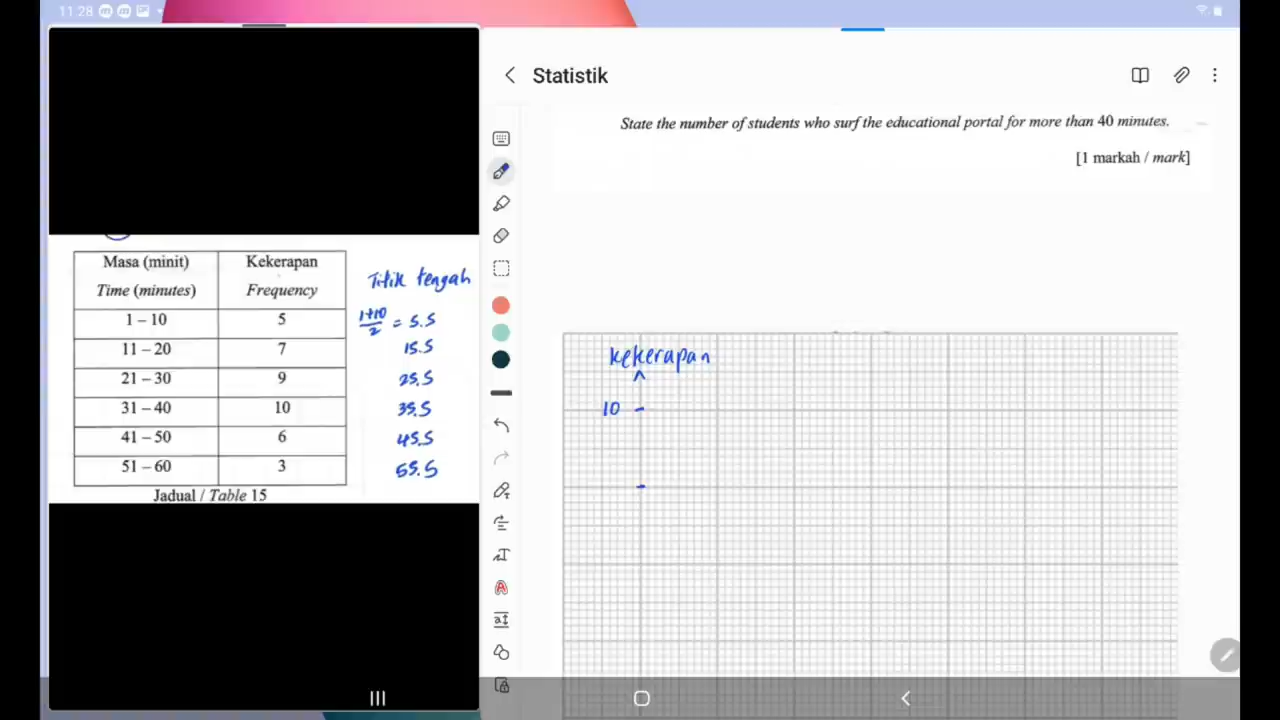 11 28
Statistik
State the number of students who surf the educational portal for more than 40 minutes.
[1 markah / mark]
Masa (minit) Kekerapan
Time (minutes) Frequency
Titik tengah
1 – 10 5 1+10/2 = 5.5
11 – 20 7 15.5
21 – 30 9 25.5
31 – 40 10 35.5
41 – 50 6 45.5
51 – 60 3 55.5
Jadual / Table 15
kekerapan
10